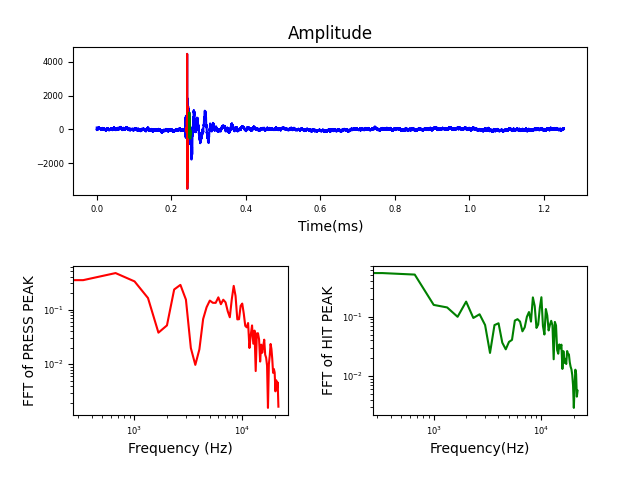 Amplitude
4000
2000
0
−2000
0.0 0.2 0.4 0.6 0.8 1.0 1.2
Time(ms)
FFT of PRESS PEAK
10⁻¹
10⁻²
10³ 10⁴
Frequency (Hz)
FFT of HIT PEAK
10⁻¹
10⁻²
10³ 10⁴
Frequency(Hz)